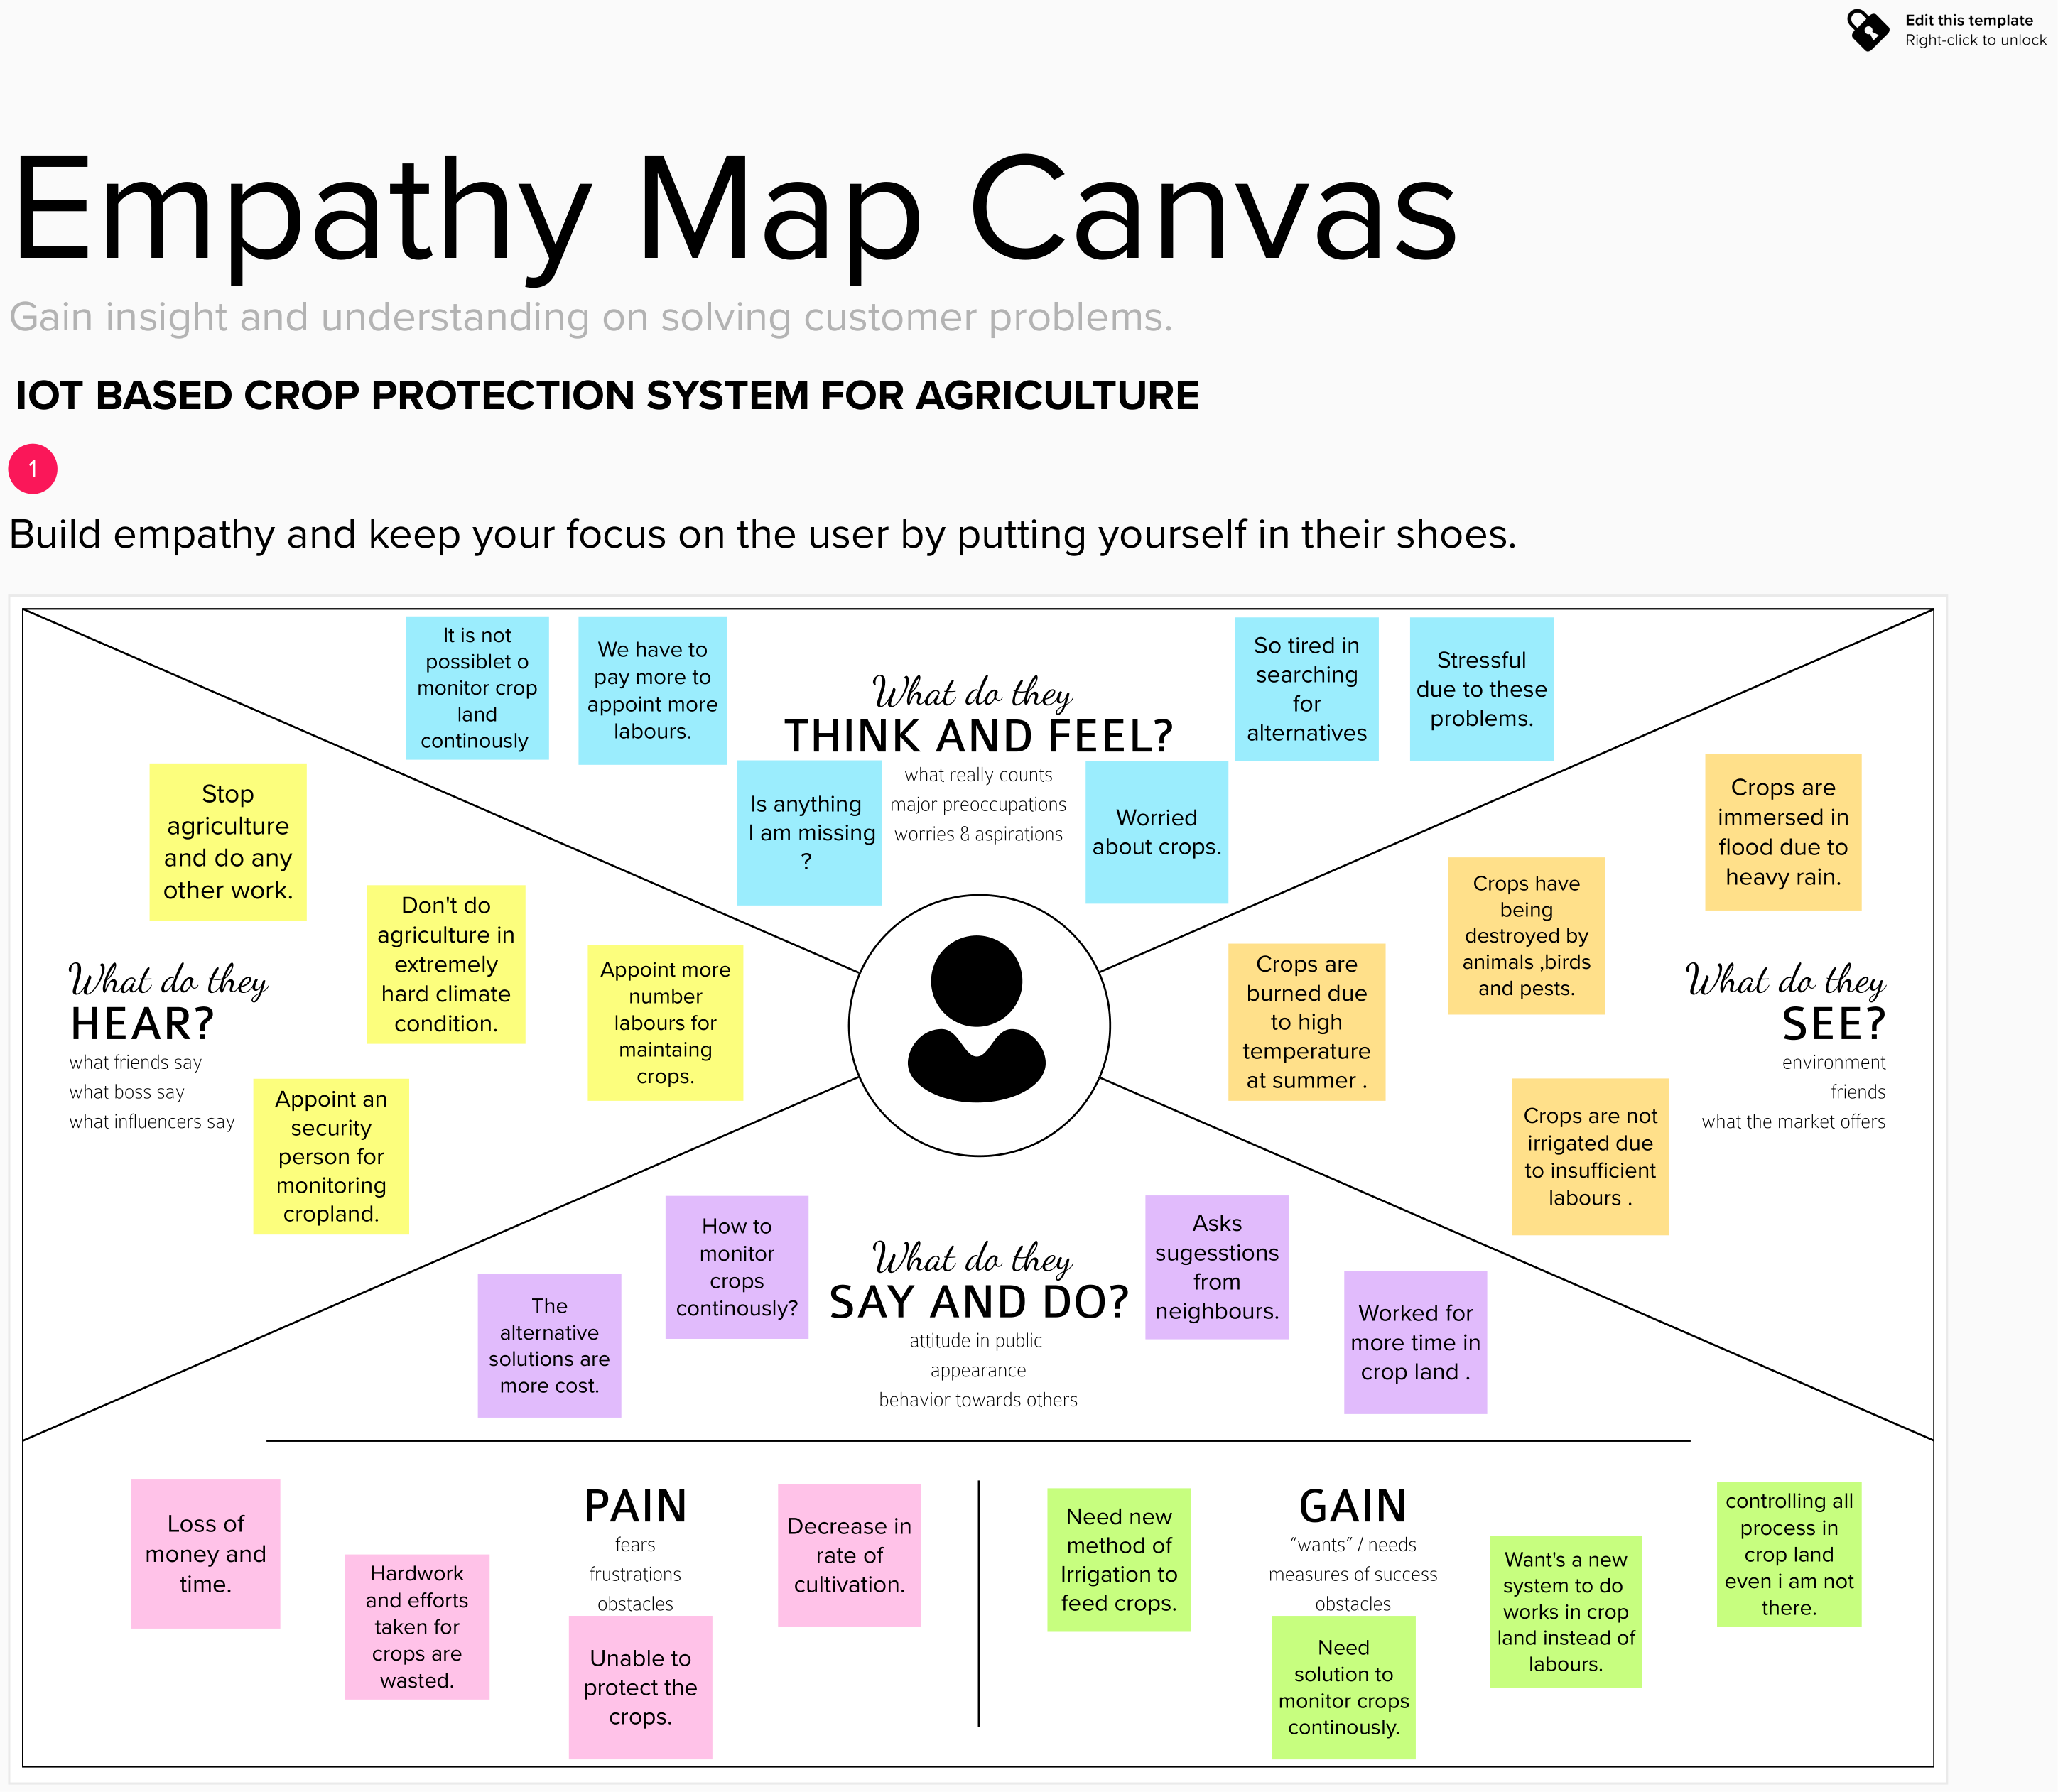 Edit this template
Right-click to unlock
Empathy Map Canvas
Gain insight and understanding on solving customer problems.
IOT BASED CROP PROTECTION SYSTEM FOR AGRICULTURE
1
Build empathy and keep your focus on the user by putting yourself in their shoes.
It is not
possiblet o
monitor crop
land
continously
We have to
pay more to
appoint more
labours.
What do they
THINK AND FEEL?
what really counts
major preoccupations
worries & aspirations
Is anything
I am missing
?
Worried
about crops.
So tired in
searching
for
alternatives
Stressful
due to these
problems.
Stop
agriculture
and do any
other work.
Don't do
agriculture in
extremely
hard climate
condition.
Appoint more
number
labours for
maintaing
crops.
What do they
HEAR?
what friends say
what boss say
what influencers say
Appoint an
security
person for
monitoring
cropland.
Crops are
immersed in
flood due to
heavy rain.
Crops have
being
destroyed by
animals ,birds
and pests.
Crops are
burned due
to high
temperature
at summer .
What do they
SEE?
environment
friends
what the market offers
Crops are not
irrigated due
to insufficient
labours .
The
alternative
solutions are
more cost.
How to
monitor
crops
continously?
What do they
SAY AND DO?
attitude in public
appearance
behavior towards others
Asks
sugesstions
from
neighbours.
Worked for
more time in
crop land .
Loss of
money and
time.
Hardwork
and efforts
taken for
crops are
wasted.
PAIN
fears
frustrations
obstacles
Unable to
protect the
crops.
Decrease in
rate of
cultivation.
Need new
method of
Irrigation to
feed crops.
GAIN
“wants” / needs
measures of success
obstacles
Need
solution to
monitor crops
continously.
Want's a new
system to do
works in crop
land instead of
labours.
controlling all
process in
crop land
even i am not
there.